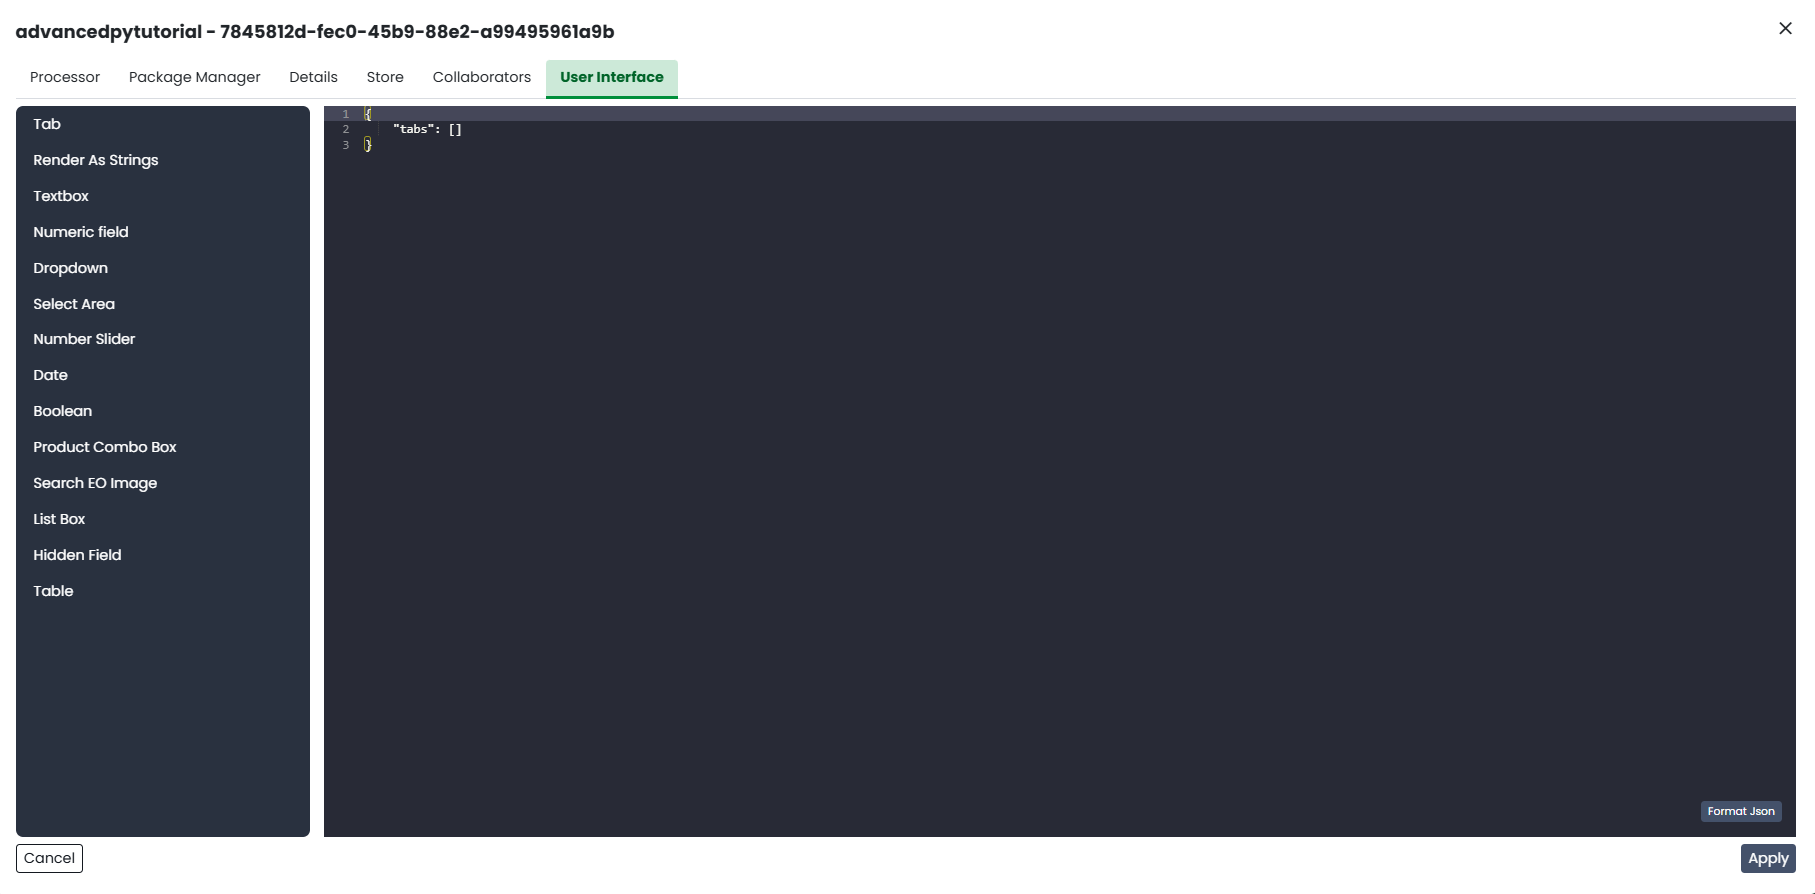 advancedpytutorial - 7845812d-fec0-45b9-88e2-a99495961a9b
Processor Package Manager Details Store Collaborators User Interface
Tab
Render As Strings
Textbox
Numeric field
Dropdown
Select Area
Number Slider
Date
Boolean
Product Combo Box
Search EO Image
List Box
Hidden Field
Table
1 {
2 "tabs": []
3 }
Format Json
Cancel
Apply